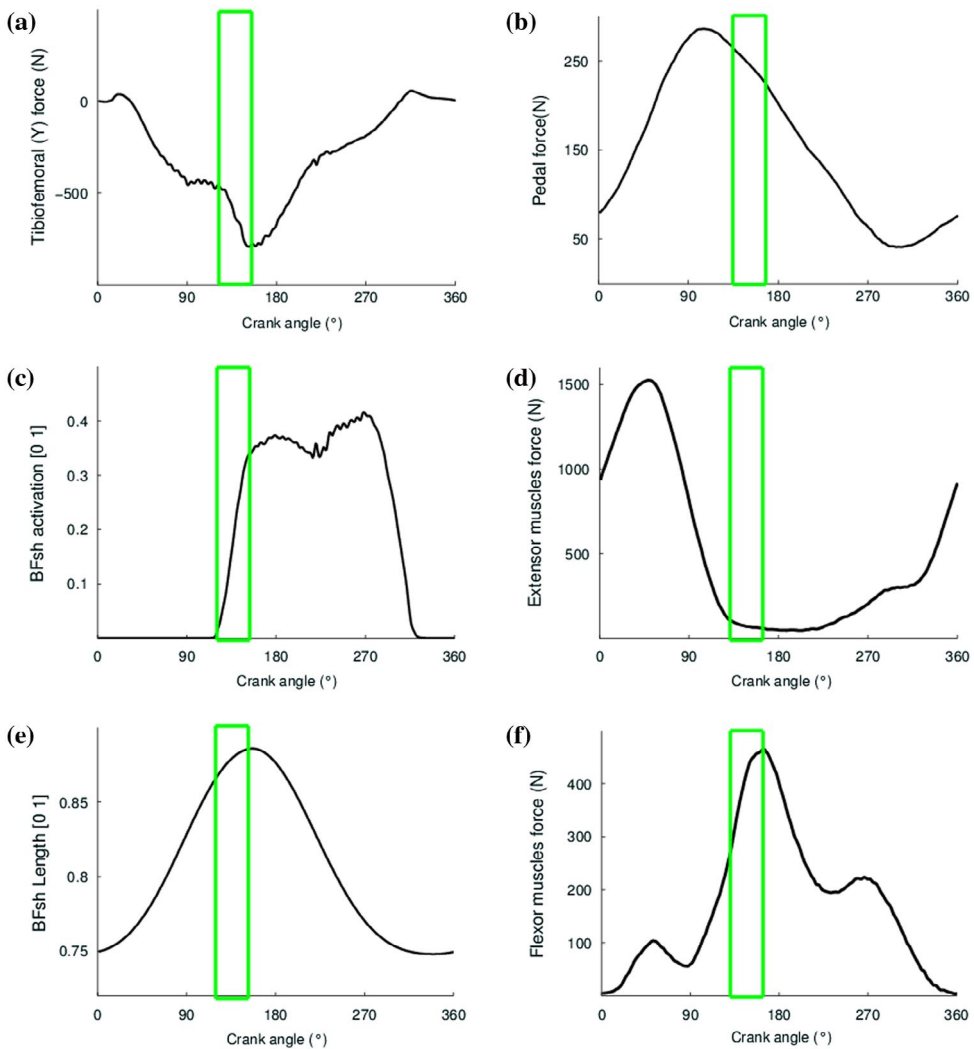 (a)
Tibiofemoral (Y) force (N)
0
−500
0 90 180 270 360
Crank angle (°)
(b)
Pedal force(N)
250
150
50
0 90 180 270 360
Crank angle (°)
(c)
BFsh activation [0 1]
0.4
0.3
0.2
0.1
0 90 180 270 360
Crank angle (°)
(d)
Extensor muscles force (N)
1500
1000
500
0 90 180 270 360
Crank angle (°)
(e)
BFsh Length [0 1]
0.85
0.8
0.75
0 90 180 270 360
Crank angle (°)
(f)
Flexor muscles force (N)
400
300
200
100
0 90 180 270 360
Crank angle (°)